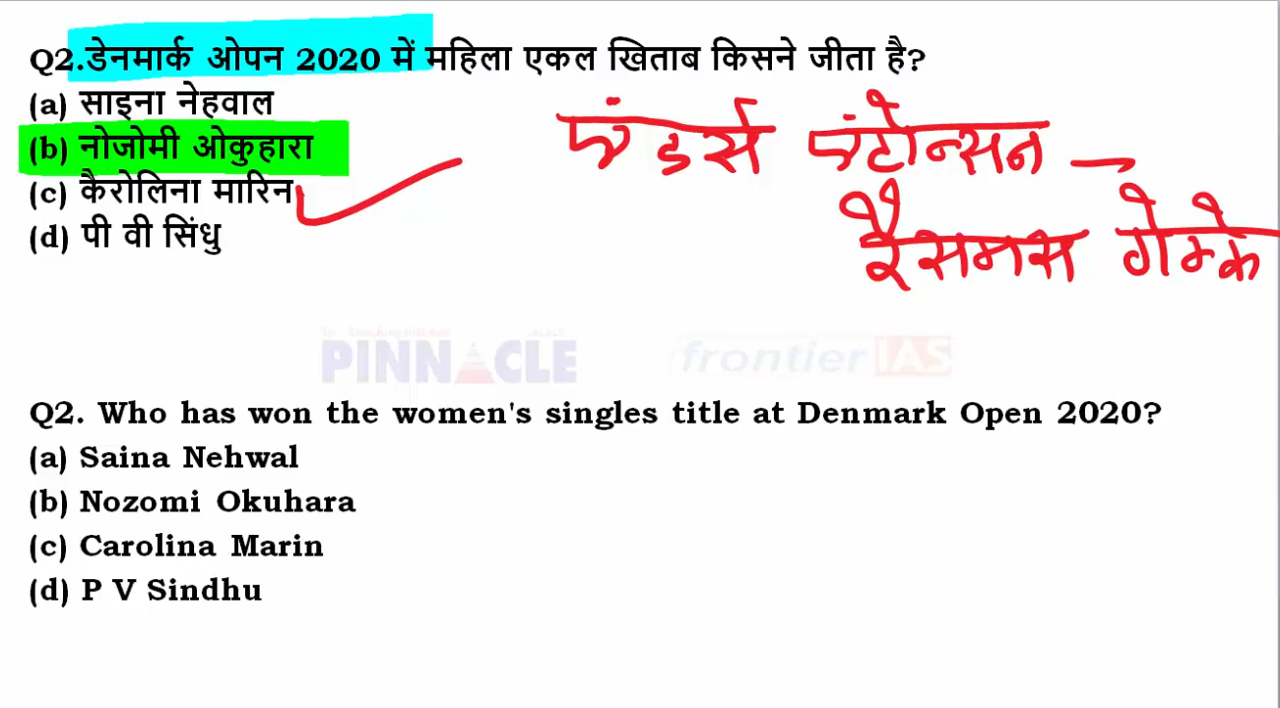 Q2.डेनमार्क ओपन 2020 में महिला एकल खिताब किसने जीता है?
(a) साइना नेहवाल
(b) नोजोमी ओकुहारा
(c) कैरोलिना मारिन
(d) पी वी सिंधु
एंडर्स एंटोन्सन –
रैसमस गेम्के
PINNACLE
frontier IAS
Q2. Who has won the women's singles title at Denmark Open 2020?
(a) Saina Nehwal
(b) Nozomi Okuhara
(c) Carolina Marin
(d) P V Sindhu